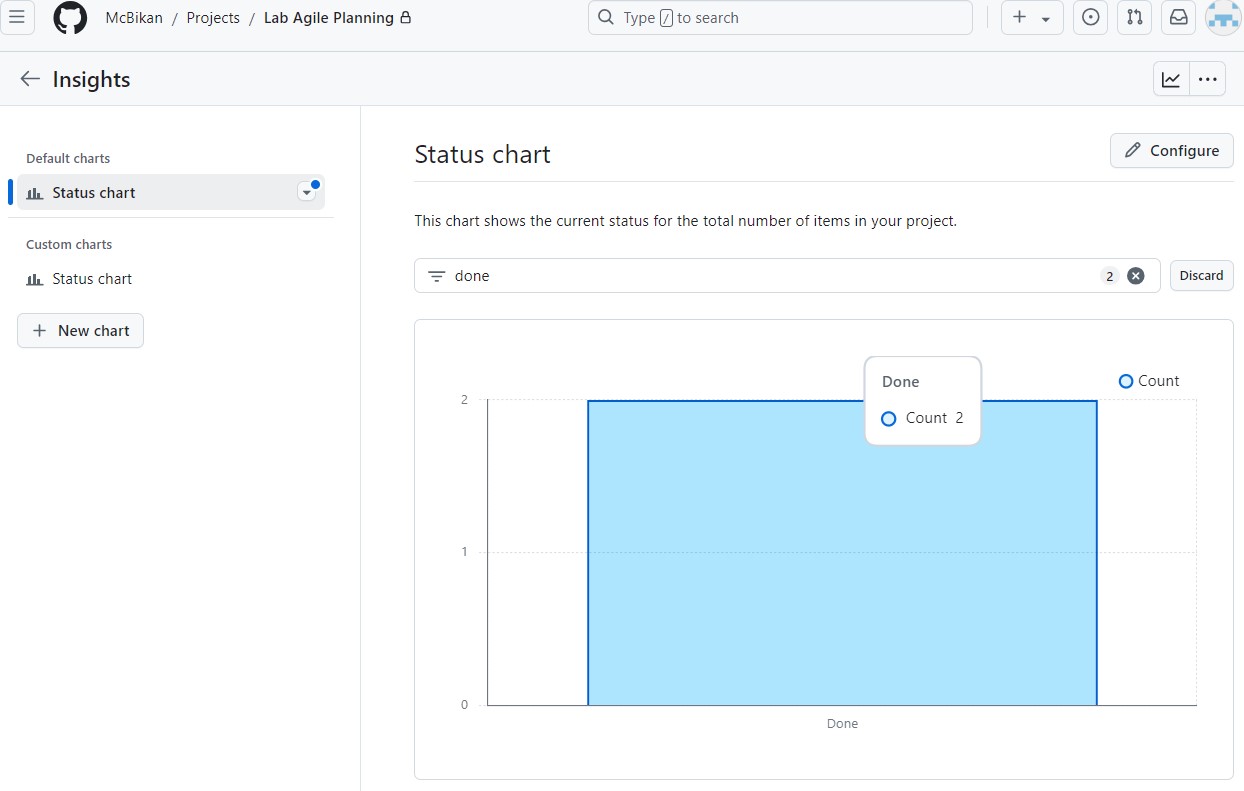 McBikan / Projects / Lab Agile Planning
Type / to search
Insights
Default charts
Status chart
Custom charts
Status chart
New chart
Status chart
Configure
This chart shows the current status for the total number of items in your project.
done
2
Discard
Done
Count 2
Count
2
1
0
Done